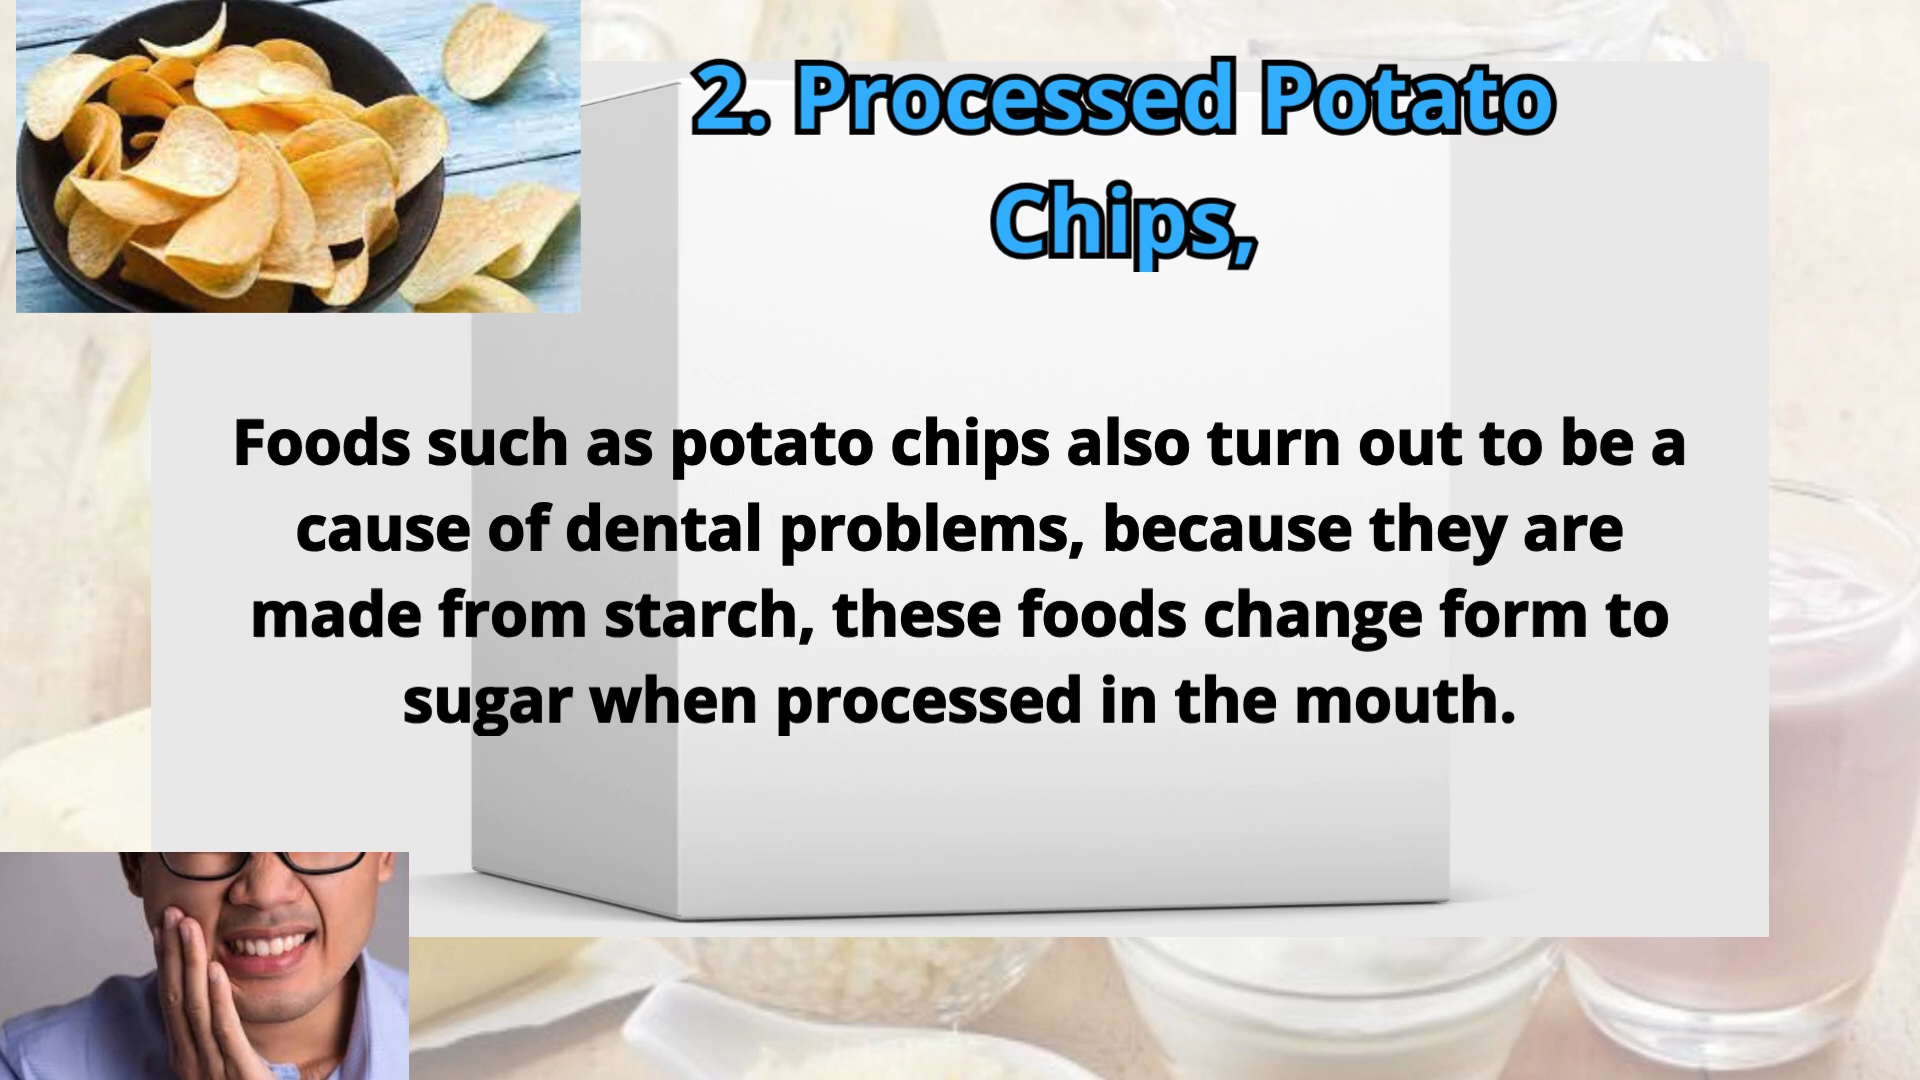 2. Processed Potato
Chips,
Foods such as potato chips also turn out to be a
cause of dental problems, because they are
made from starch, these foods change form to
sugar when processed in the mouth.